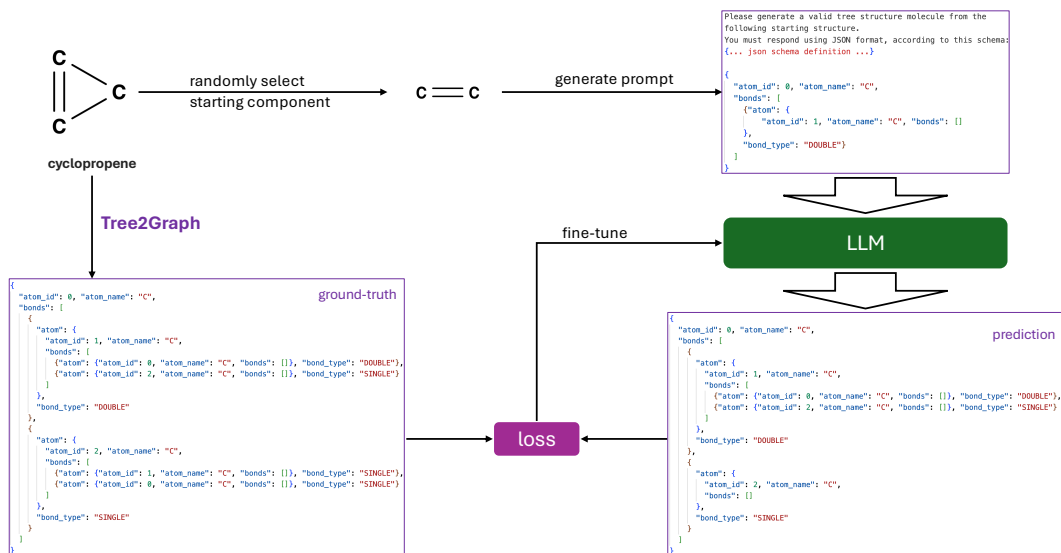 C
C
C
cyclopropene
randomly select
starting component
C
C
generate prompt
Please generate a valid tree structure molecule from the
following starting structure.
You must respond using JSON format, according to this schema:
{... json schema definition ...}
{
"atom_id": 0, "atom_name": "C",
"bonds": [
{"atom": {
"atom_id": 1, "atom_name": "C", "bonds": []
},
"bond_type": "DOUBLE"}
]
}
Tree2Graph
fine-tune
LLM
ground-truth
{
"atom_id": 0, "atom_name": "C",
"bonds": [
{
"atom": {
"atom_id": 1, "atom_name": "C",
"bonds": [
{"atom": {"atom_id": 0, "atom_name": "C", "bonds": []}, "bond_type": "DOUBLE"},
{"atom": {"atom_id": 2, "atom_name": "C", "bonds": []}, "bond_type": "SINGLE"}
]
},
"bond_type": "DOUBLE"
},
{
"atom": {
"atom_id": 2, "atom_name": "C",
"bonds": [
{"atom": {"atom_id": 1, "atom_name": "C", "bonds": []}, "bond_type": "SINGLE"},
{"atom": {"atom_id": 0, "atom_name": "C", "bonds": []}, "bond_type": "SINGLE"}
]
},
"bond_type": "SINGLE"
}
]
}
loss
prediction
{
"atom_id": 0, "atom_name": "C",
"bonds": [
{
"atom": {
"atom_id": 1, "atom_name": "C",
"bonds": [
{"atom": {"atom_id": 0, "atom_name": "C", "bonds": []}, "bond_type": "DOUBLE"},
{"atom": {"atom_id": 2, "atom_name": "C", "bonds": []}, "bond_type": "SINGLE"}
]
},
"bond_type": "DOUBLE"
},
{
"atom": {
"atom_id": 2, "atom_name": "C",
"bonds": []
},
"bond_type": "SINGLE"
}
]
}